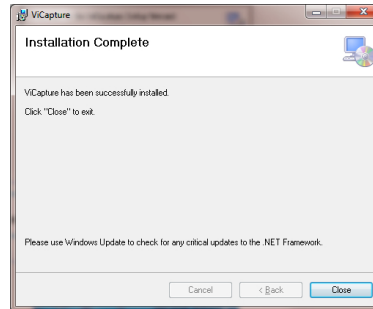 ViCapture
Installation Complete
ViCapture has been successfully installed.
Click "Close" to exit.
Please use Windows Update to check for any critical updates to the .NET Framework.
Cancel
< Back
Close